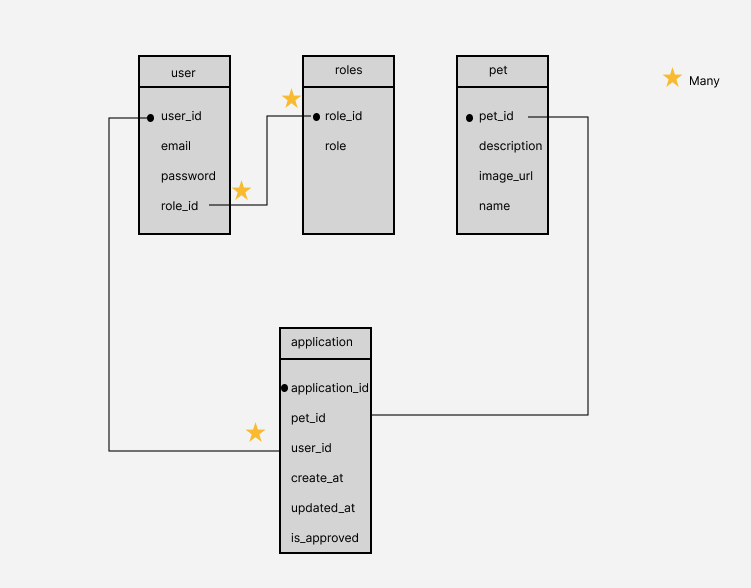 user
user_id
email
password
role_id
roles
role_id
role
pet
pet_id
description
image_url
name
Many
application
application_id
pet_id
user_id
create_at
updated_at
is_approved